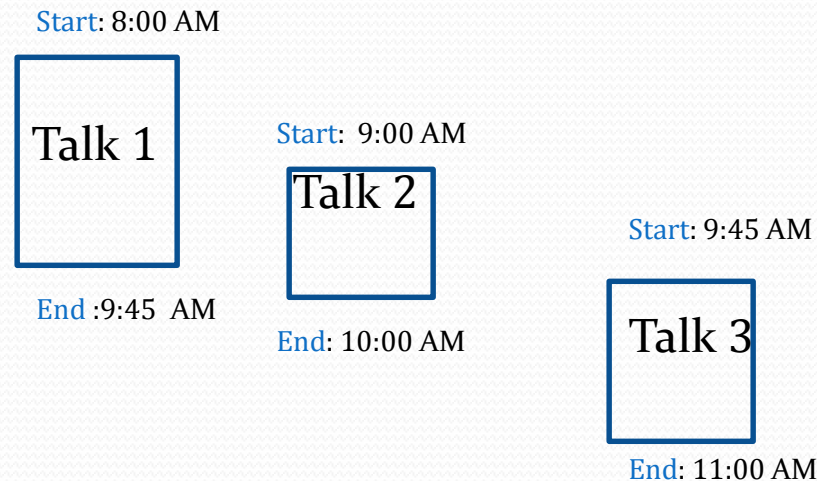 Start: 8:00 AM
Talk 1
End :9:45 AM
Start: 9:00 AM
Talk 2
End: 10:00 AM
Start: 9:45 AM
Talk 3
End: 11:00 AM